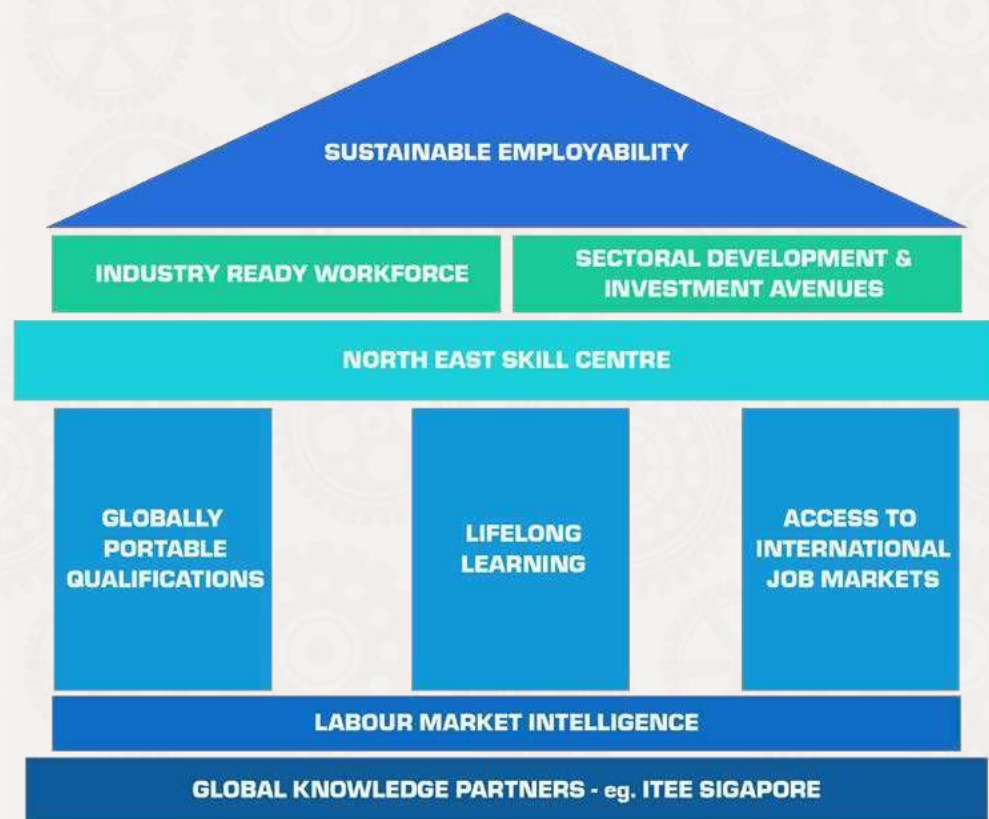 SUSTAINABLE EMPLOYABILITY
INDUSTRY READY WORKFORCE
SECTORAL DEVELOPMENT &
INVESTMENT AVENUES
NORTH EAST SKILL CENTRE
GLOBALLY
PORTABLE
QUALIFICATIONS
LIFELONG
LEARNING
ACCESS TO
INTERNATIONAL
JOB MARKETS
LABOUR MARKET INTELLIGENCE
GLOBAL KNOWLEDGE PARTNERS - eg. ITEE SIGAPORE